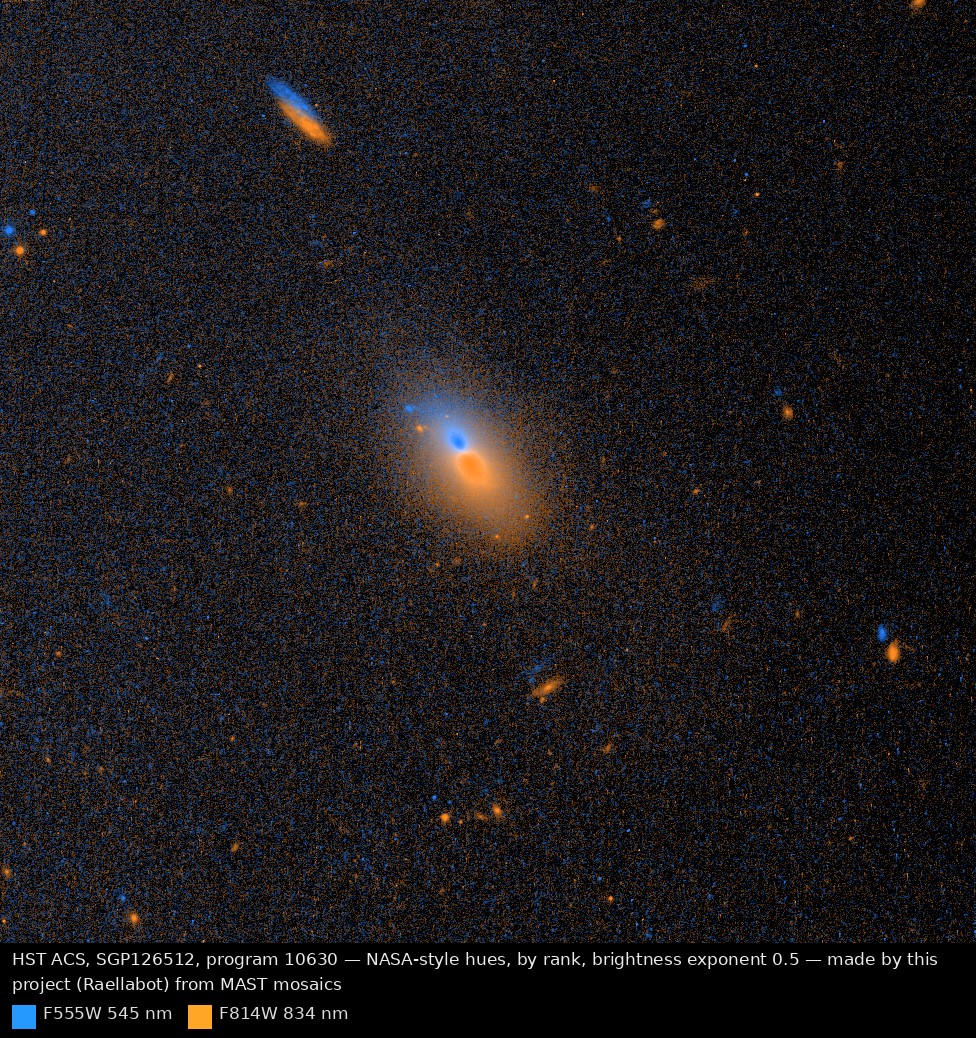 HST ACS, SGP126512, program 10630 — NASA-style hues, by rank, brightness exponent 0.5 — made by this
project (Raellabot) from MAST mosaics
F555W 545 nm F814W 834 nm